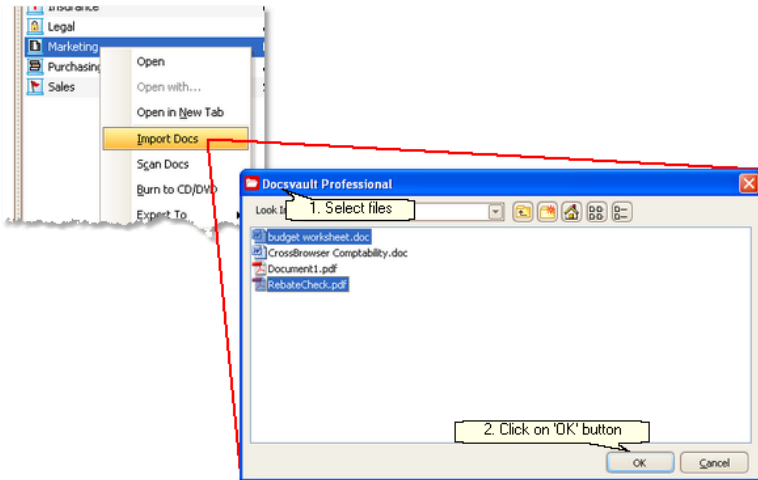 Insurance
Legal
Marketing
Purchasing
Sales
Open
Open with...
Open in New Tab
Import Docs
Scan Docs
Burn to CD/DVD
Export To
Docsvault Professional
Look I
1. Select files
budget worksheet.doc
CrossBrowser Comptability.doc
Document1.pdf
RebateCheck.pdf
2. Click on 'OK' button
OK
Cancel